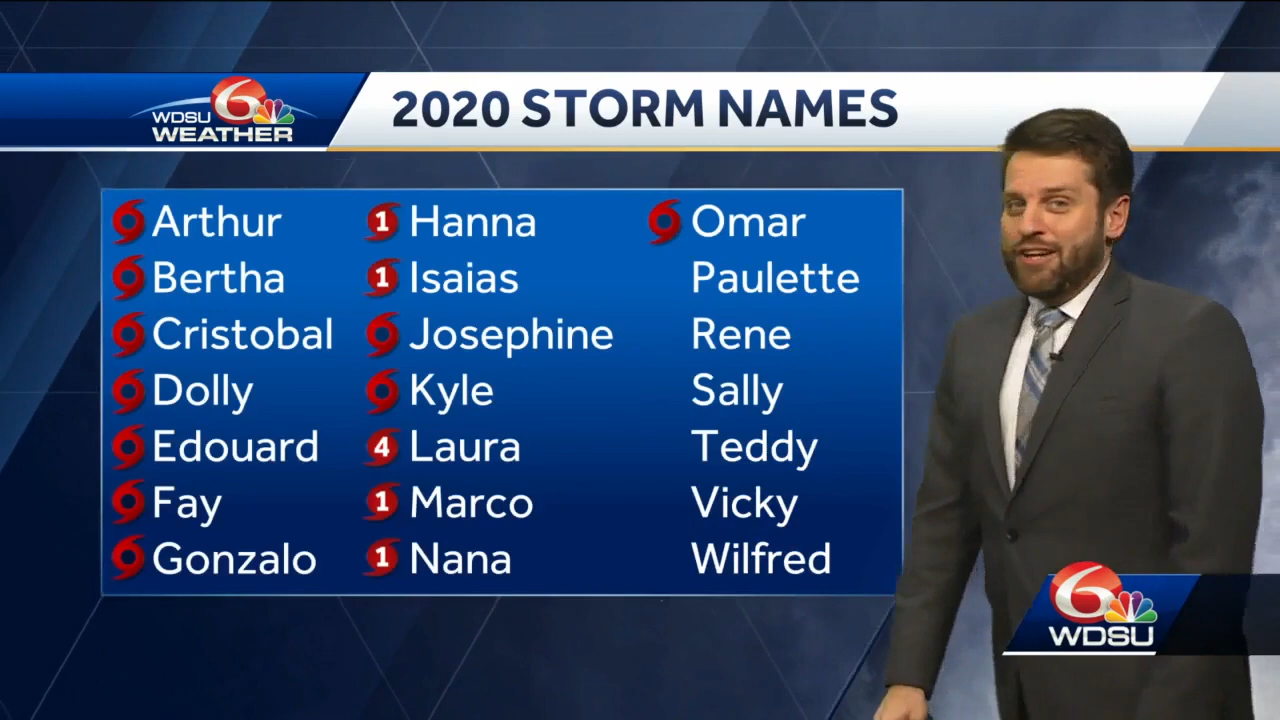 WDSU 6
WEATHER
2020 STORM NAMES
Arthur
Bertha
Cristobal
Dolly
Edouard
Fay
Gonzalo
1 Hanna
1 Isaias
Josephine
Kyle
4 Laura
1 Marco
1 Nana
Omar
Paulette
Rene
Sally
Teddy
Vicky
Wilfred
6
WDSU